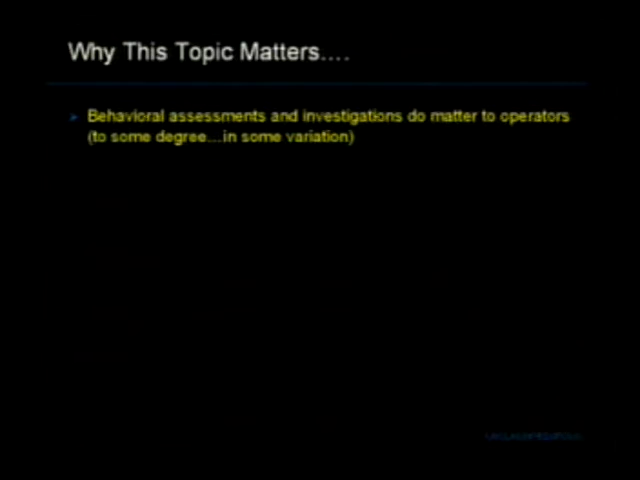 Why This Topic Matters....
Behavioral assessments and investigations do matter to operators
(to some degree...in some variation)